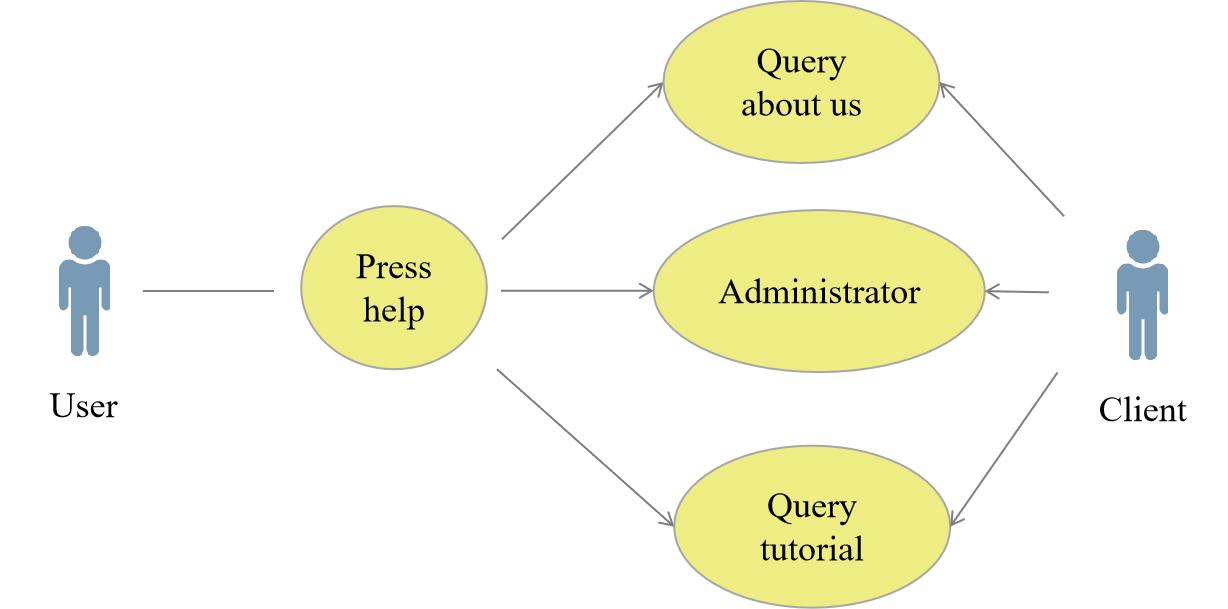 Query
about us
Press
help
Administrator
User
Client
Query
tutorial